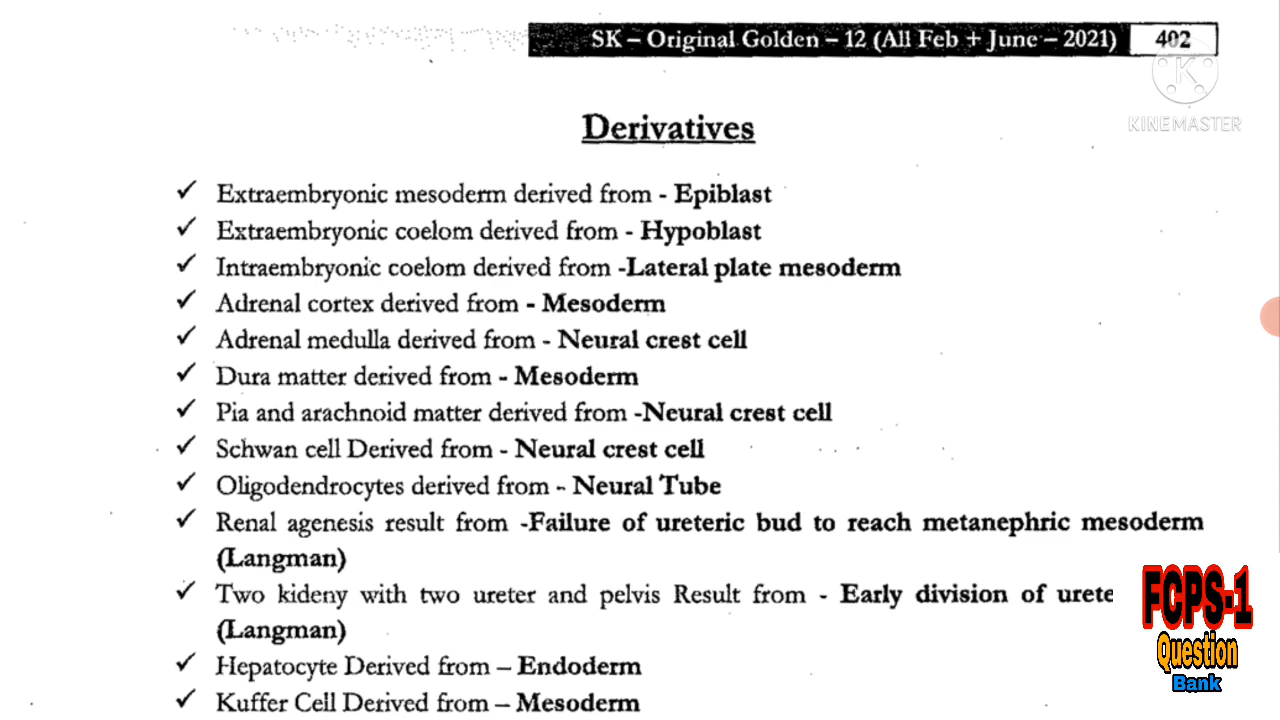 SK – Original Golden – 12 (All Feb + June – 2021) 402
KINEMASTER
Derivatives
✓ Extraembryonic mesoderm derived from - Epiblast
✓ Extraembryonic coelom derived from - Hypoblast
✓ Intraembryonic coelom derived from -Lateral plate mesoderm
✓ Adrenal cortex derived from - Mesoderm
✓ Adrenal medulla derived from - Neural crest cell
✓ Dura matter derived from - Mesoderm
✓ Pia and arachnoid matter derived from -Neural crest cell
✓ Schwan cell Derived from - Neural crest cell
✓ Oligodendrocytes derived from - Neural Tube
✓ Renal agenesis result from -Failure of ureteric bud to reach metanephric mesoderm
(Langman)
✓ Two kideny with two ureter and pelvis Result from - Early division of urete
(Langman)
✓ Hepatocyte Derived from – Endoderm
✓ Kuffer Cell Derived from – Mesoderm
FCPS-1
Question
Bank